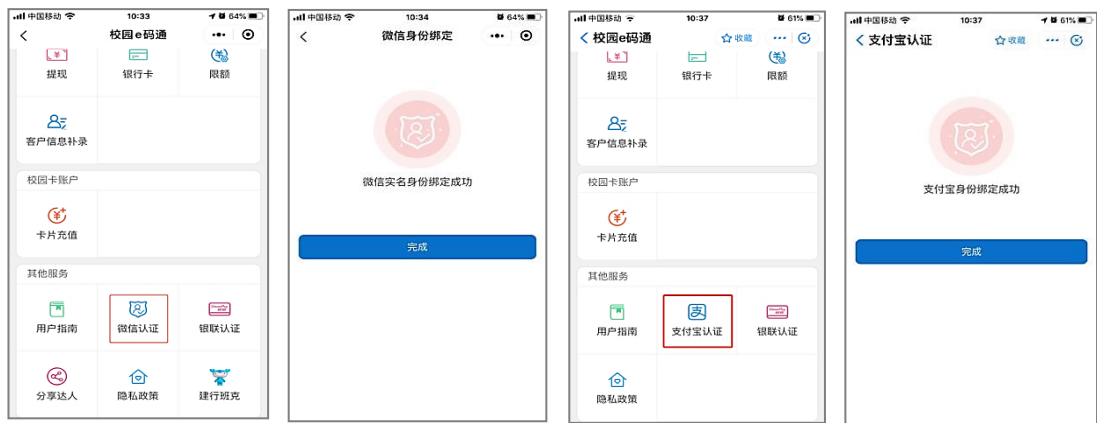 中国移动 10:33 64%
校园e码通
提现 银行卡 限额
客户信息补录
校园卡账户
卡片充值
其他服务
用户指南 微信认证 银联认证
分享达人 隐私政策 建行班克
中国移动 10:34 64%
微信身份绑定
微信实名身份绑定成功
完成
中国移动 10:37 61%
校园e码通 收藏
提现 银行卡 限额
客户信息补录
校园卡账户
卡片充值
其他服务
用户指南 支付宝认证 银联认证
隐私政策
中国移动 10:37 61%
支付宝认证 收藏
支付宝身份绑定成功
完成